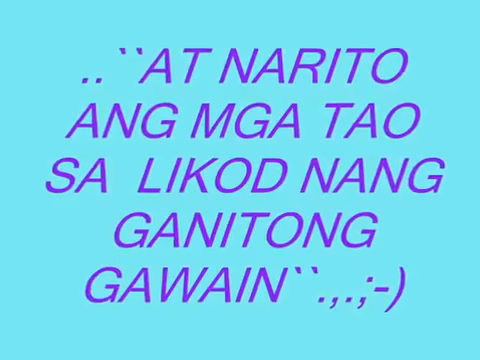 ..``AT NARITO
ANG MGA TAO
SA LIKOD NANG
GANITONG
GAWAIN``.,.;-)